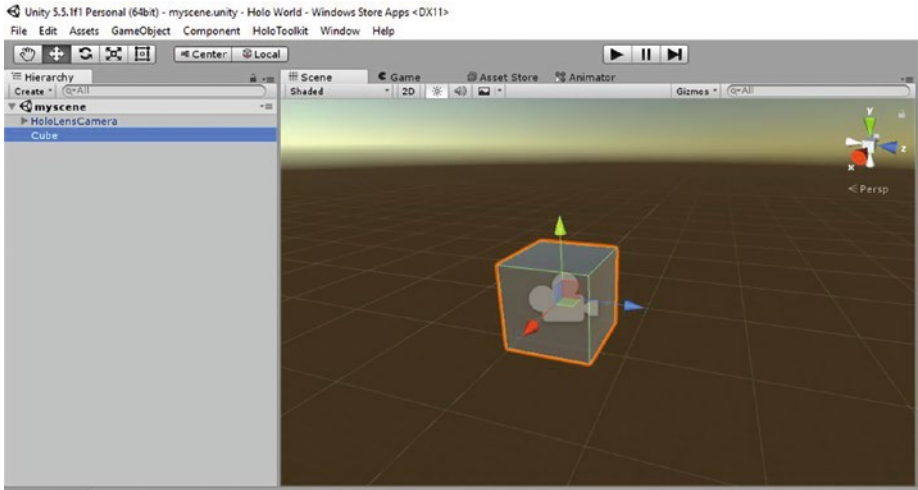 Unity 5.5.1f1 Personal (64bit) - myscene.unity - Holo World - Windows Store Apps <DX11>
File Edit Assets GameObject Component HoloToolkit Window Help
Center Local
Hierarchy Scene Game Asset Store Animator
Create All Shaded 2D Gizmos All
myscene
HoloLensCamera
Cube
y
z
x
Persp